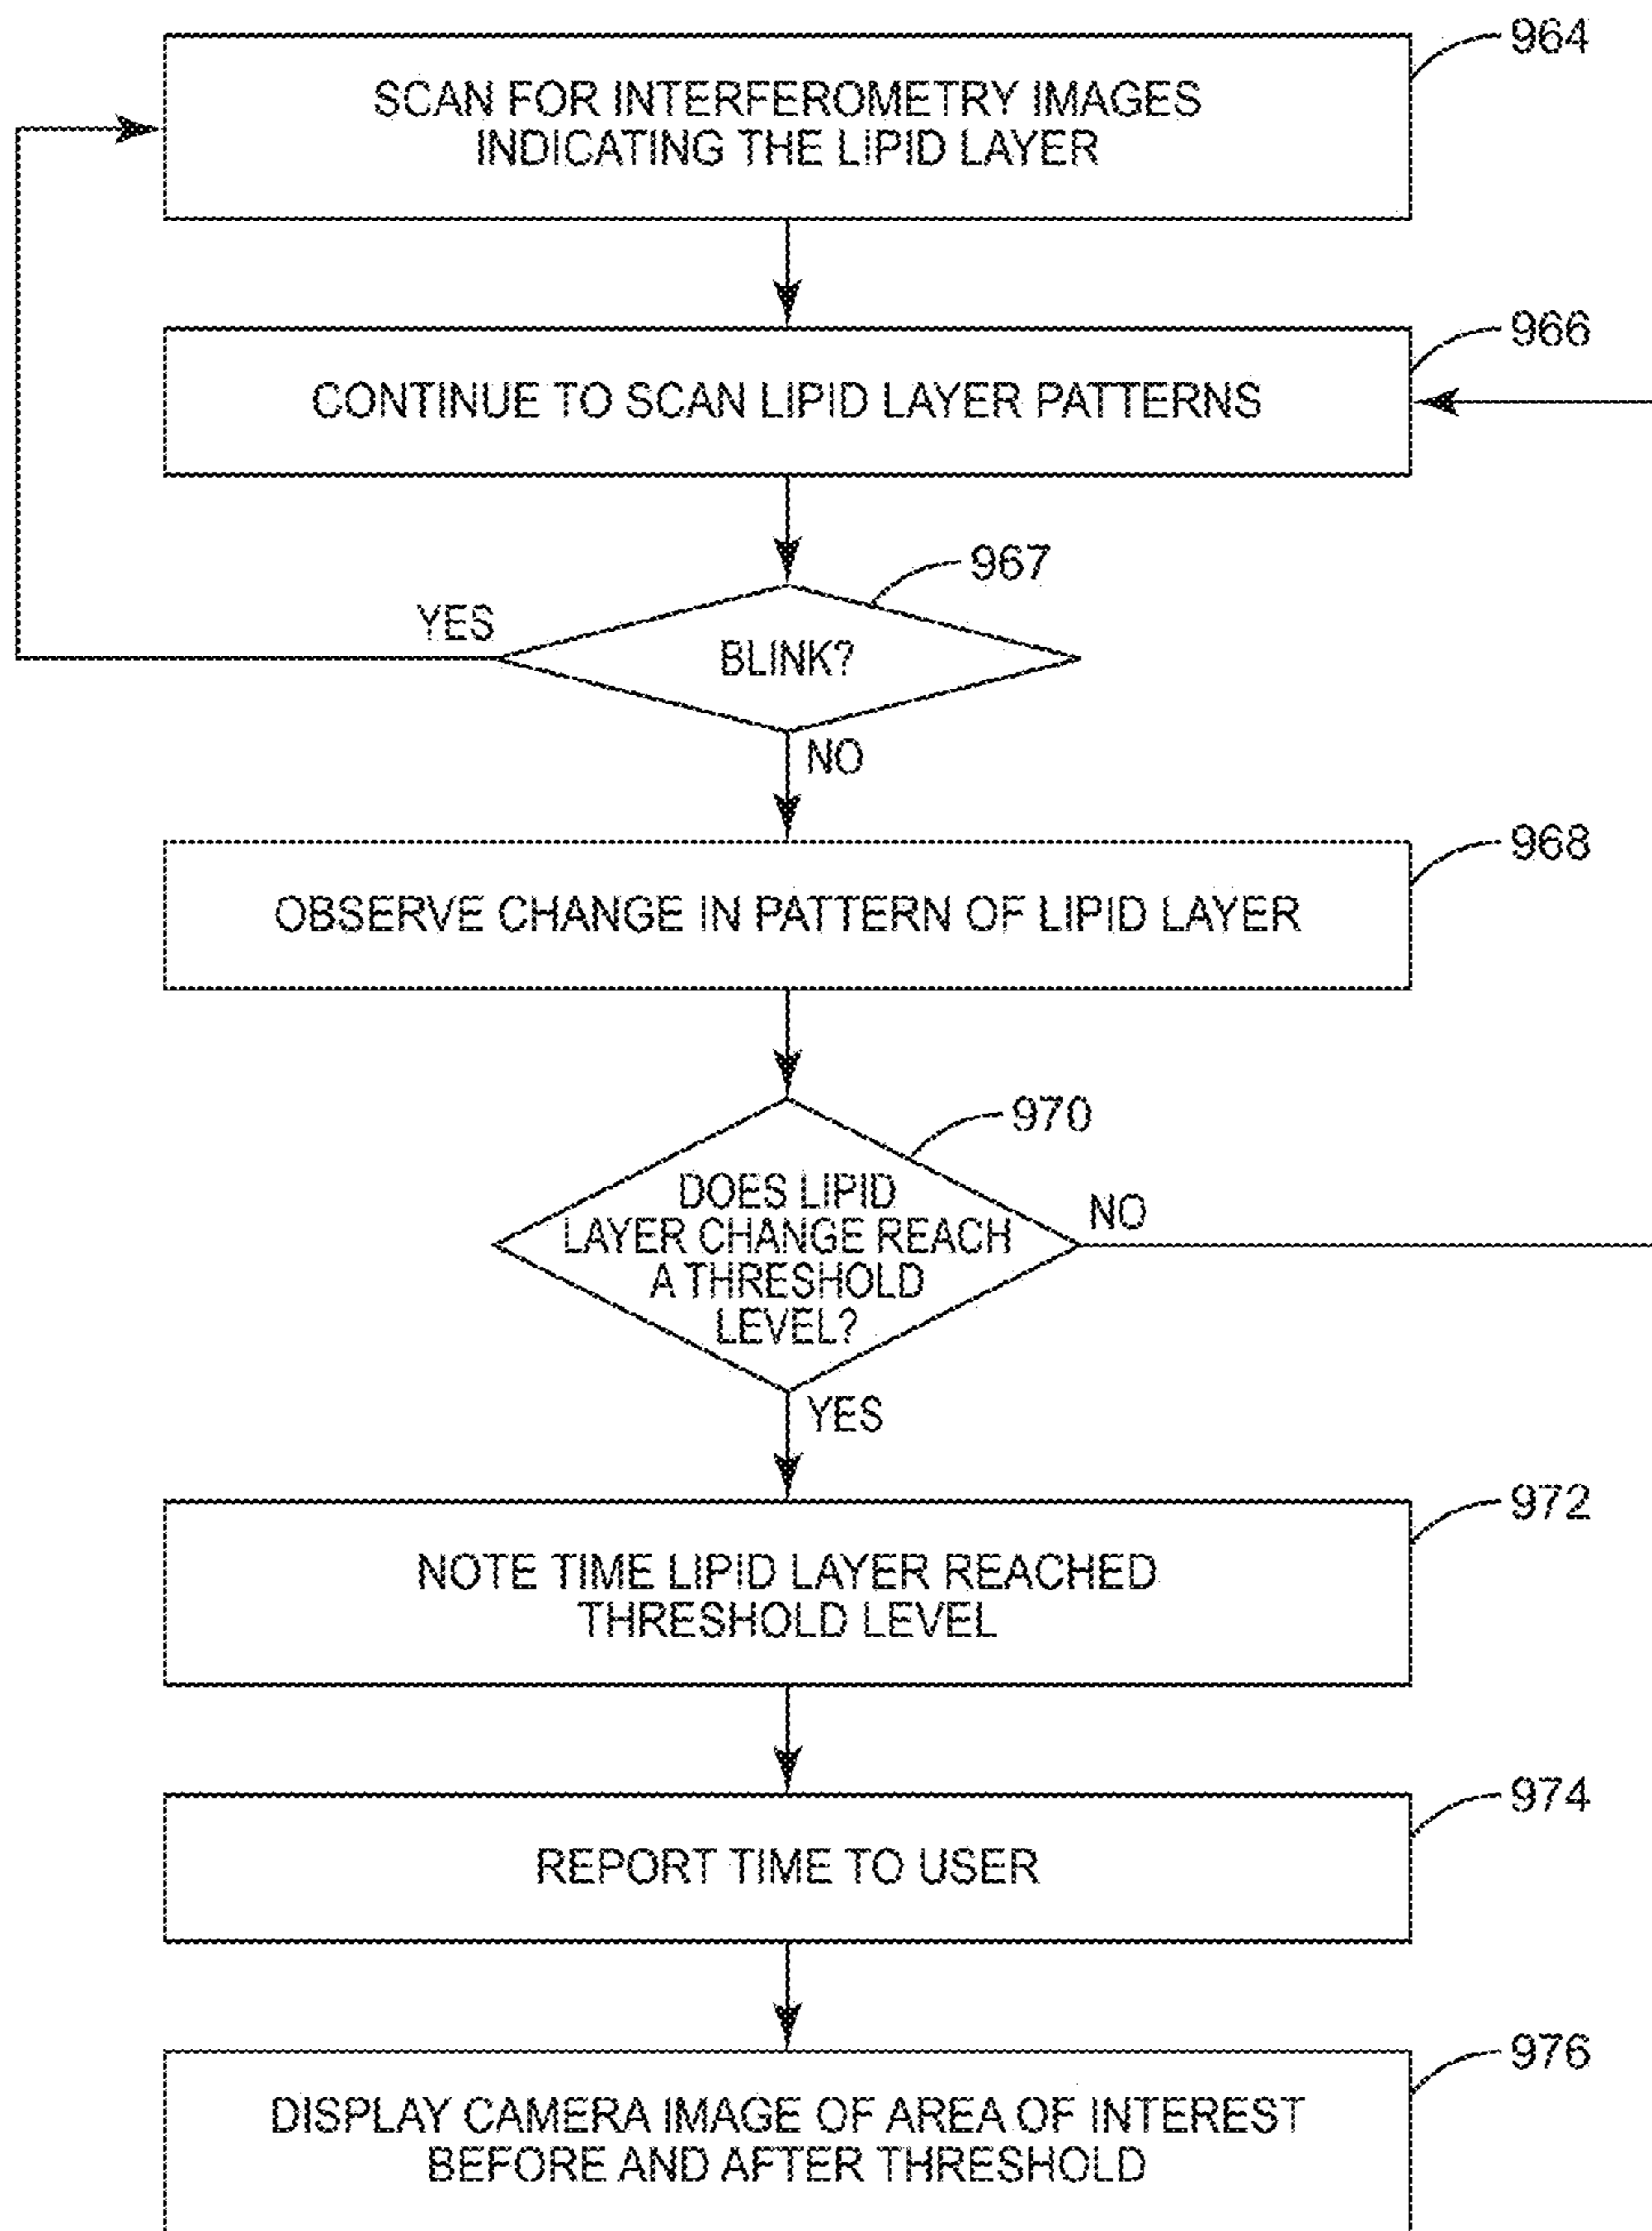 964
SCAN FOR INTERFEROMETRY IMAGES
INDICATING THE LIPID LAYER
966
CONTINUE TO SCAN LIPID LAYER PATTERNS
967
YES
BLINK?
NO
968
OBSERVE CHANGE IN PATTERN OF LIPID LAYER
970
DOES LIPID
LAYER CHANGE REACH
A THRESHOLD
LEVEL?
NO
YES
972
NOTE TIME LIPID LAYER REACHED
THRESHOLD LEVEL
974
REPORT TIME TO USER
976
DISPLAY CAMERA IMAGE OF AREA OF INTEREST
BEFORE AND AFTER THRESHOLD